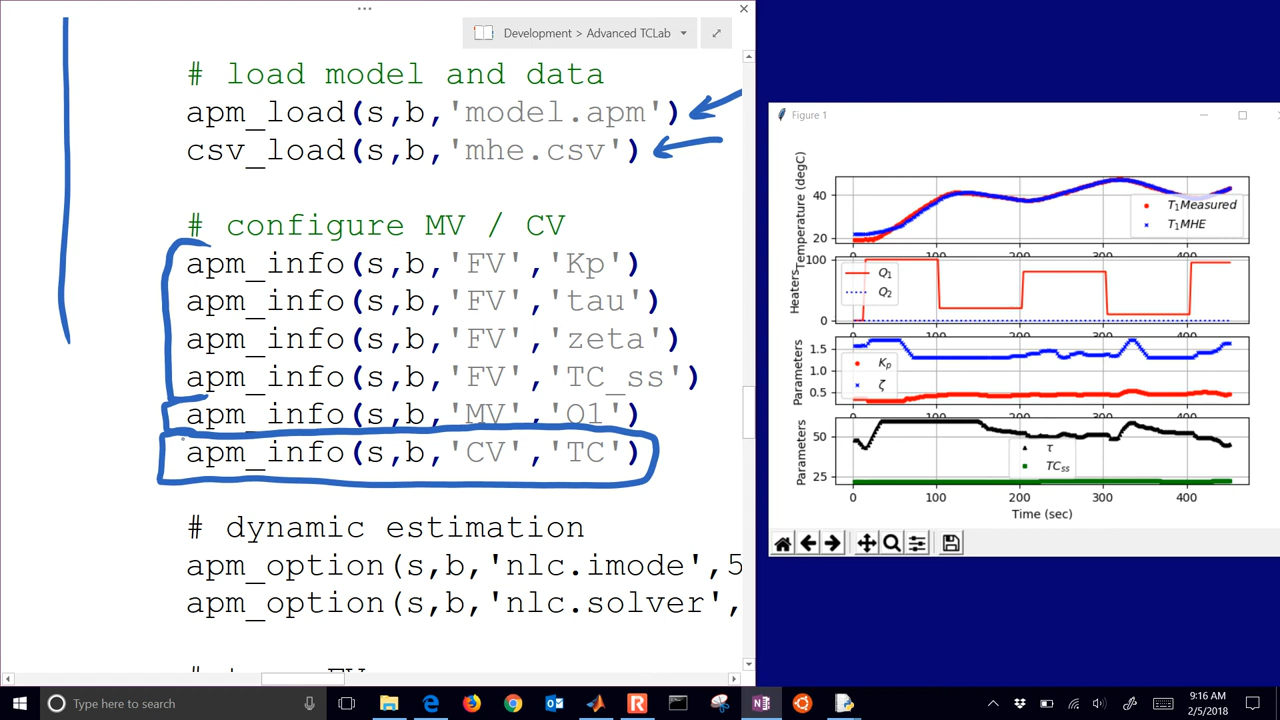 Development > Advanced TCLab
# load model and data
apm_load(s,b,'model.apm')
csv_load(s,b,'mhe.csv')
# configure MV / CV
apm_info(s,b,'FV','Kp')
apm_info(s,b,'FV','tau')
apm_info(s,b,'FV','zeta')
apm_info(s,b,'FV','TC_ss')
apm_info(s,b,'MV','Q1')
apm_info(s,b,'CV','TC')
# dynamic estimation
apm_option(s,b,'nlc.imode',5
apm_option(s,b,'nlc.solver',
Figure 1
Temperature (degC)
40
20
T1Measured
T1MHE
Heaters
100
0
Q1
Q2
Parameters
1.5
1.0
0.5
Kp
ζ
Parameters
50
25
τ
TCss
0 100 200 300 400
Time (sec)
Type here to search
9:16 AM
2/5/2018